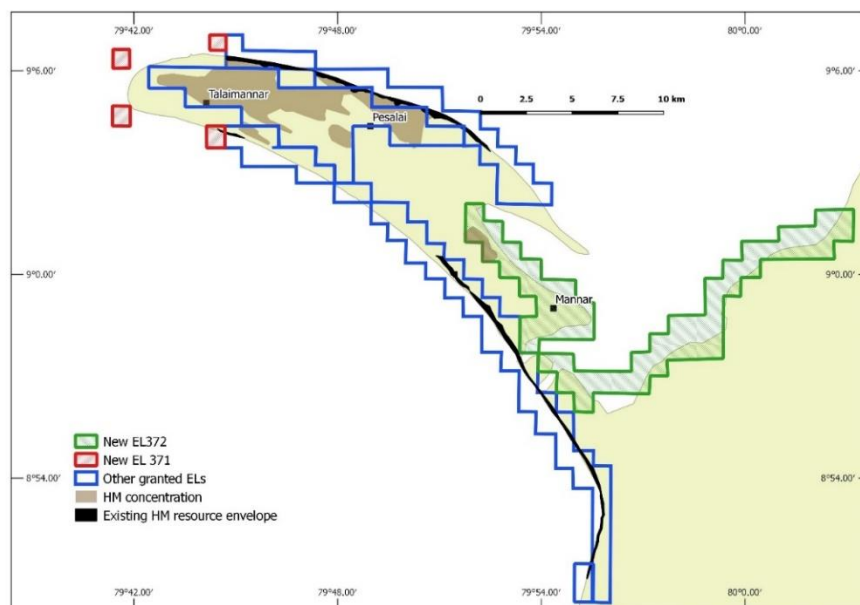 79°42.00' 79°48.00' 79°54.00' 80°0.00'
9°6.00' 9°6.00'
Talaimannar
0 2.5 5 7.5 10 km
Pesalai
9°0.00' 9°0.00'
Mannar
New EL372
New EL 371
Other granted ELs
8°54.00' 8°54.00'
HM concentration
Existing HM resource envelope
79°42.00' 79°48.00' 79°54.00' 80°0.00'